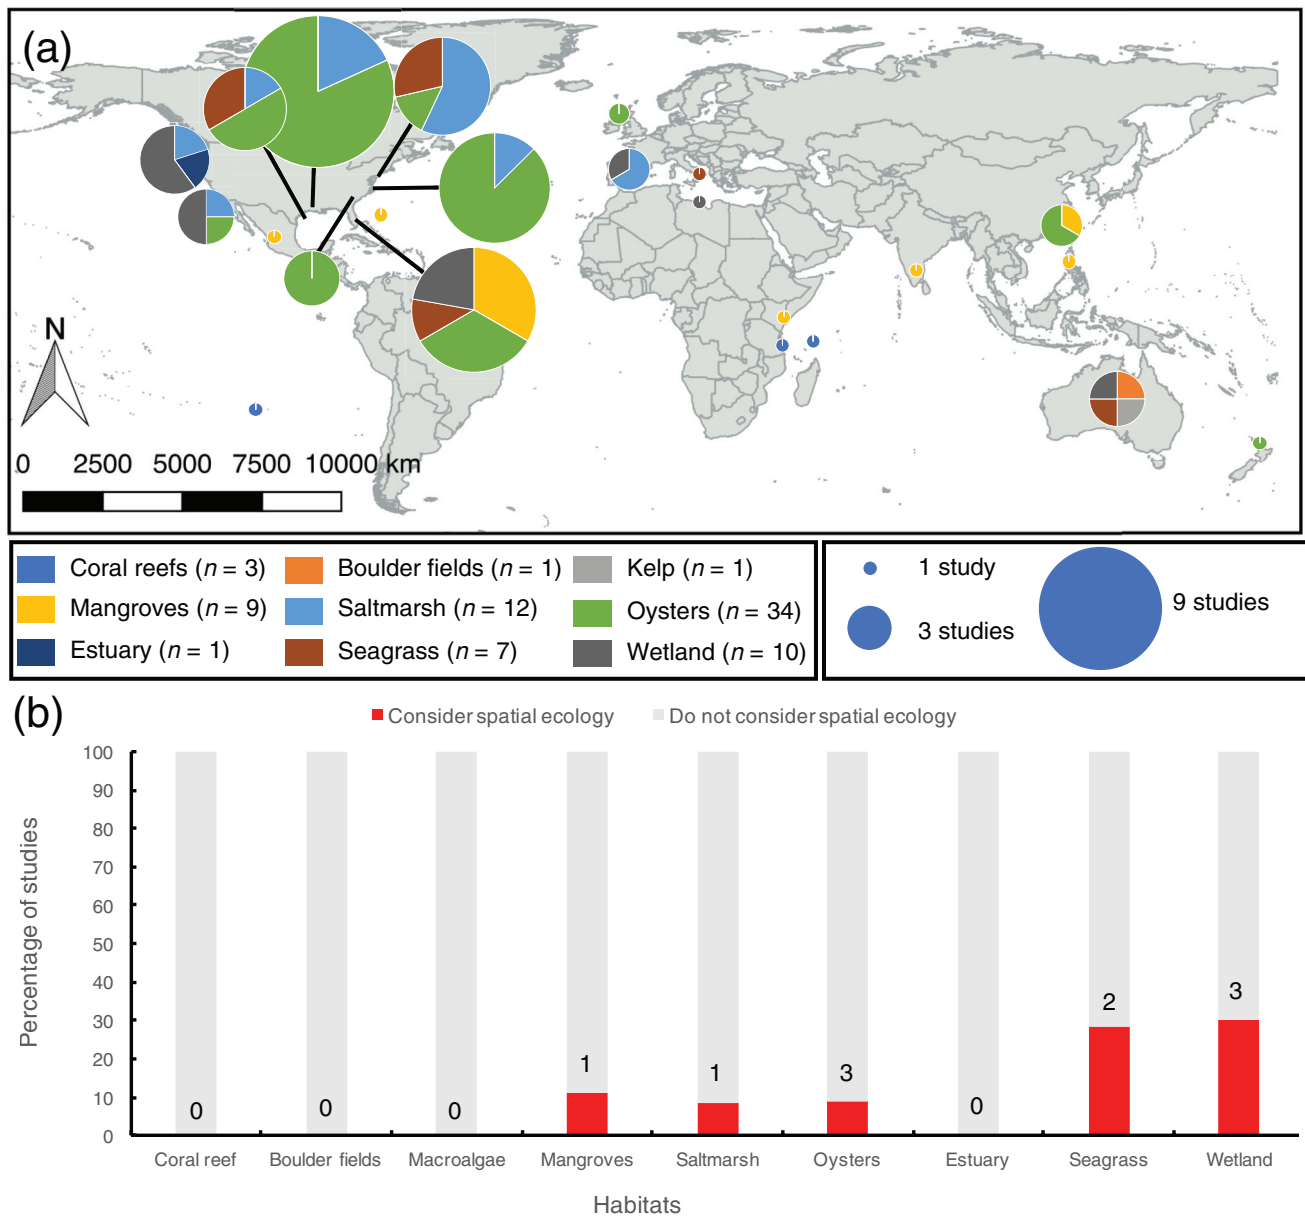 (a)
N
0 2500 5000 7500 10000 km
Coral reefs (n = 3)
Boulder fields (n = 1)
Kelp (n = 1)
Mangroves (n = 9)
Saltmarsh (n = 12)
Oysters (n = 34)
Estuary (n = 1)
Seagrass (n = 7)
Wetland (n = 10)
1 study
3 studies
9 studies
(b)
Consider spatial ecology
Do not consider spatial ecology
Percentage of studies
100
90
80
70
60
50
40
30
20
10
0
0
0
0
1
1
3
0
2
3
Coral reef
Boulder fields
Macroalgae
Mangroves
Saltmarsh
Oysters
Estuary
Seagrass
Wetland
Habitats